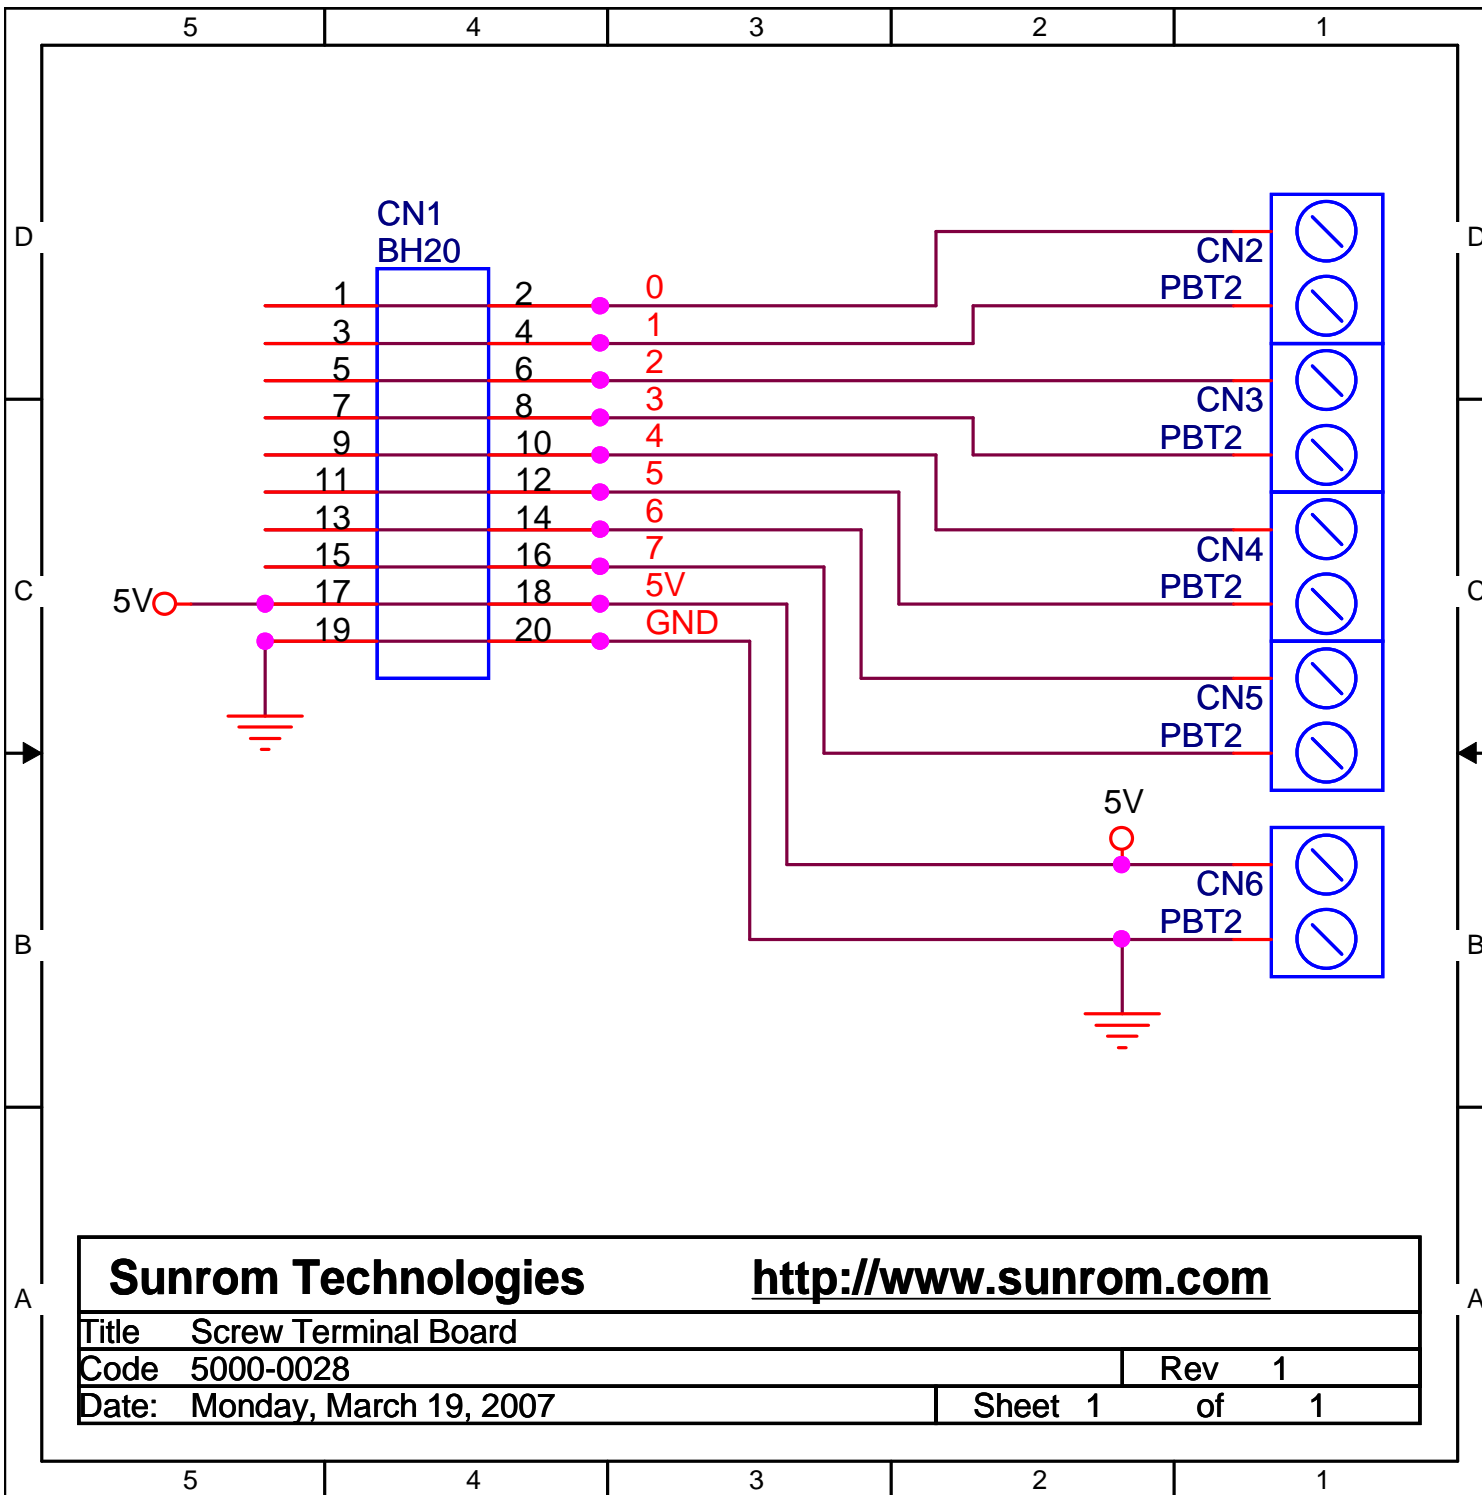 5 4 3 2 1
D D
CN1
BH20
CN2
PBT2
1 2 0
3 4 1
5 6 2
7 8 3
CN3
PBT2
9 10 4
11 12 5
13 14 6
CN4
PBT2
15 16 7
C C
5V 17 18 5V
19 20 GND
CN5
PBT2
5V
CN6
PBT2
B B
Sunrom Technologies http://www.sunrom.com
A A
Title Screw Terminal Board
Code 5000-0028 Rev 1
Date: Monday, March 19, 2007 Sheet 1 of 1
5 4 3 2 1